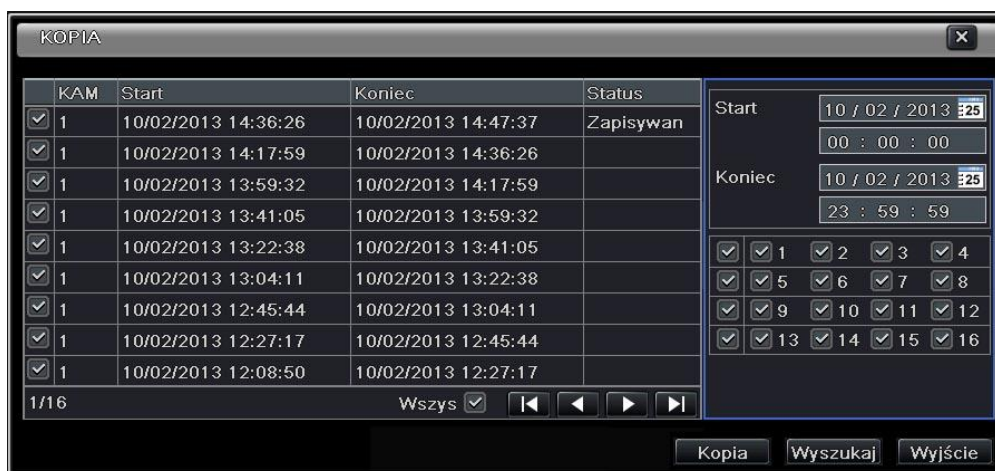 KOPIA
KAM Start Koniec Status
1 10/02/2013 14:36:26 10/02/2013 14:47:37 Zapisywan
1 10/02/2013 14:17:59 10/02/2013 14:36:26
1 10/02/2013 13:59:32 10/02/2013 14:17:59
1 10/02/2013 13:41:05 10/02/2013 13:59:32
1 10/02/2013 13:22:38 10/02/2013 13:41:05
1 10/02/2013 13:04:11 10/02/2013 13:22:38
1 10/02/2013 12:45:44 10/02/2013 13:04:11
1 10/02/2013 12:27:17 10/02/2013 12:45:44
1 10/02/2013 12:08:50 10/02/2013 12:27:17
1/16 Wszys
Start 10 / 02 / 2013 25
00 : 00 : 00
Koniec 10 / 02 / 2013 25
23 : 59 : 59
1 2 3 4
5 6 7 8
9 10 11 12
13 14 15 16
Kopia Wyszukaj Wyjście